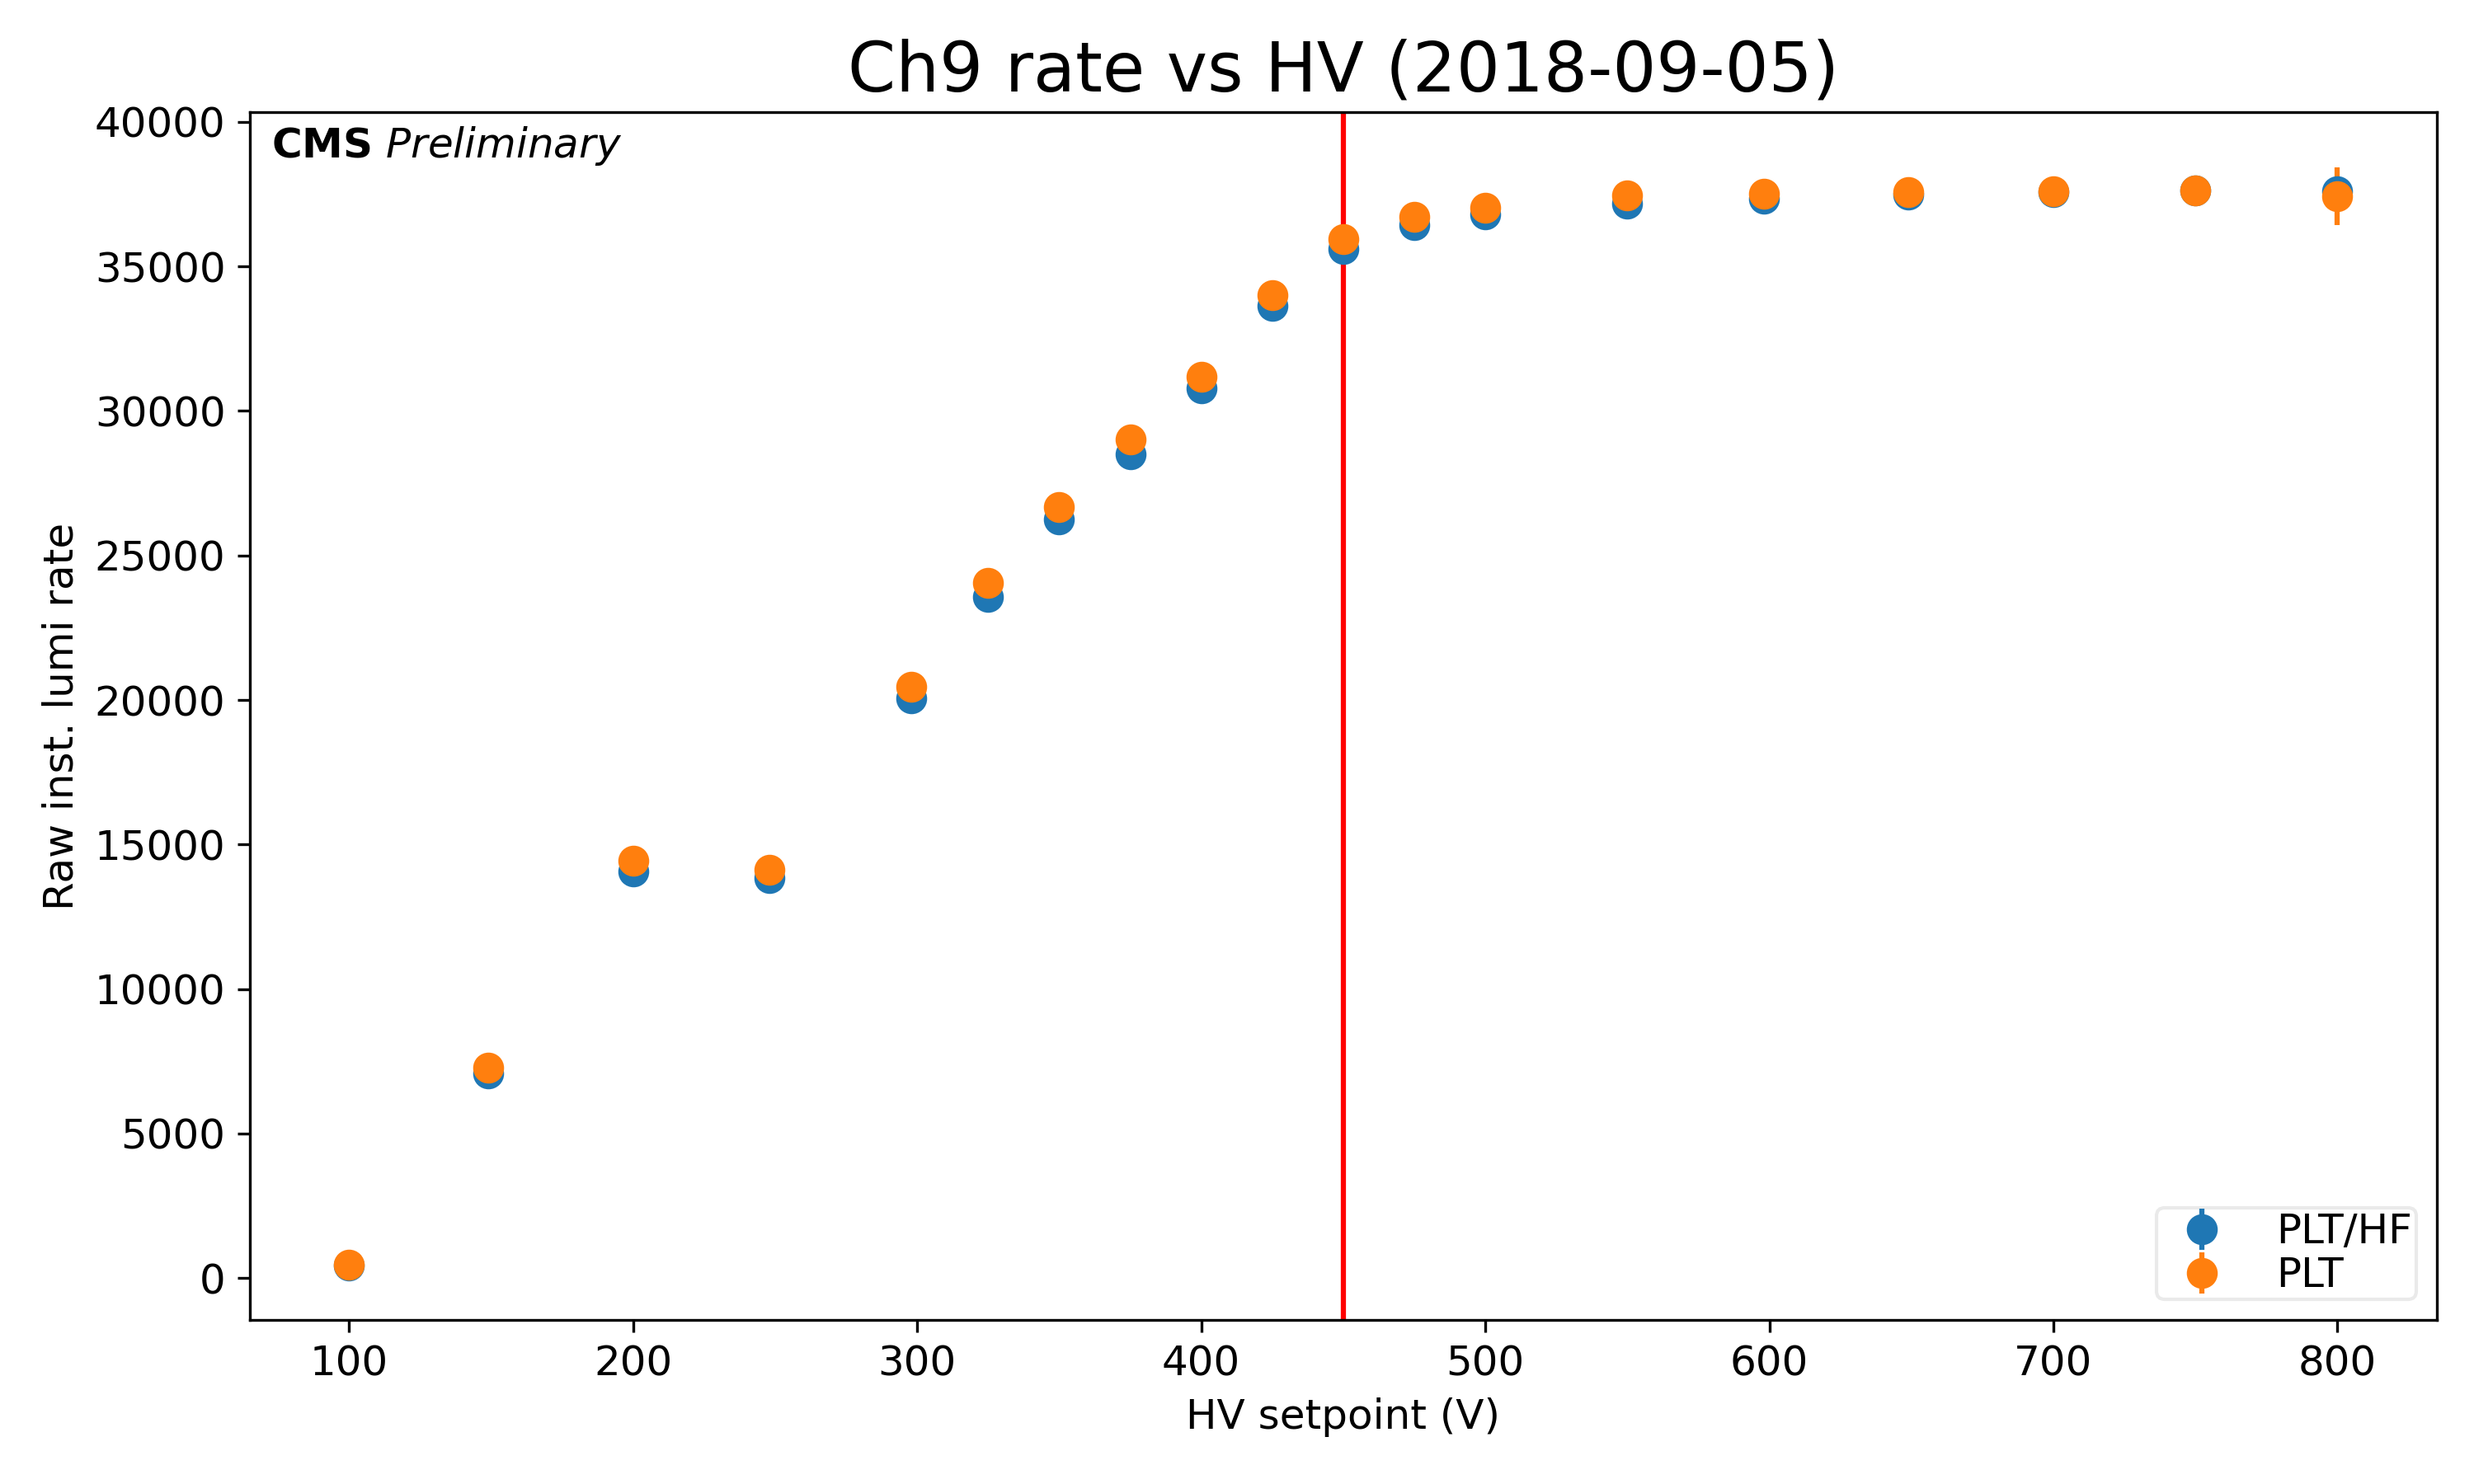 Ch9 rate vs HV (2018-09-05)
CMS Preliminary
40000
35000
30000
25000
20000
15000
10000
5000
0
Raw inst. lumi rate
100 200 300 400 500 600 700 800
HV setpoint (V)
PLT/HF
PLT